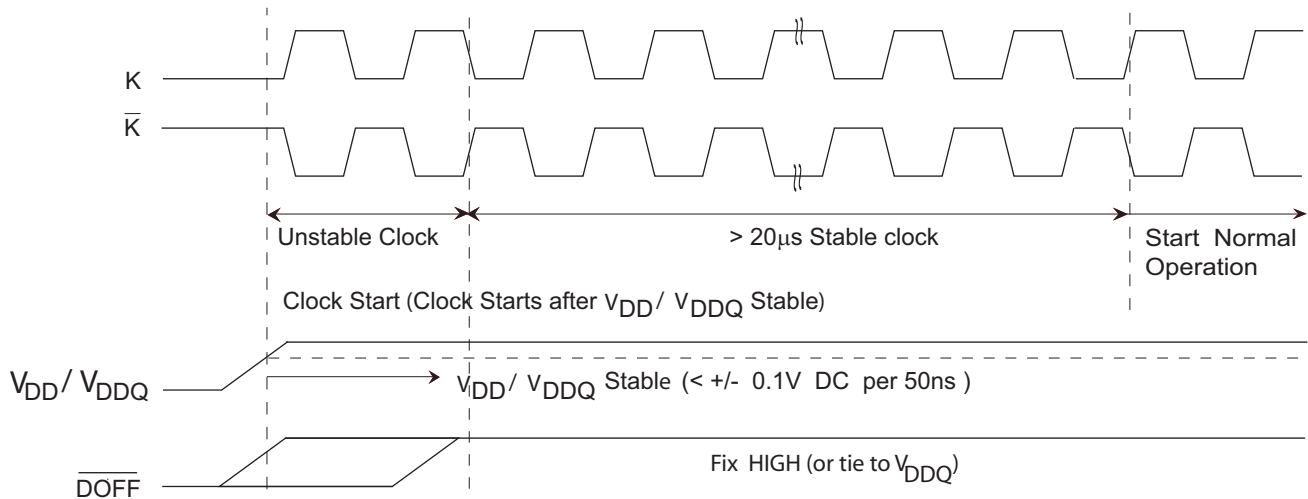 K
K̅
Unstable Clock
> 20μs Stable clock
Start Normal
Operation
Clock Start (Clock Starts after VDD / VDDQ Stable)
VDD / VDDQ
VDD / VDDQ Stable (< +/- 0.1V DC per 50ns )
Fix HIGH (or tie to VDDQ)
D̅O̅F̅F̅